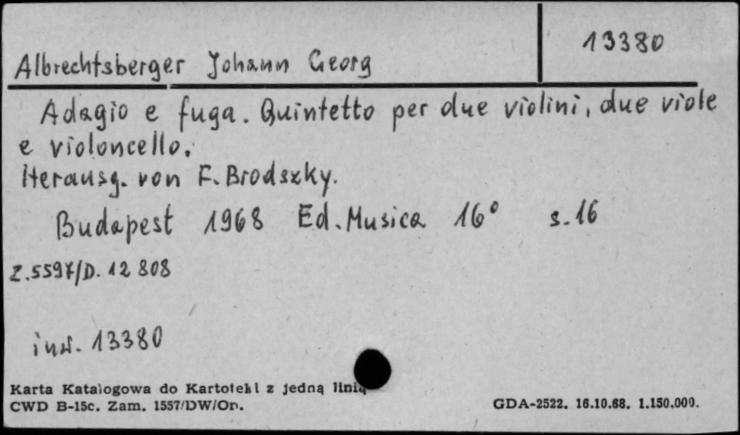 13380
Albrechtsberger Johann Georg
Adagio e fuga. Quintetto per due violini, due viole
e violoncello.
Herausg. von F. Brodszky.
Budapest 1968 Ed. Musica 16° s. 16
Z.5597/D. 12 808
inw. 13380
Karta Katalogowa do Kartoteki z jedną linią
CWD B-15c. Zam. 1557/DW/Op.
GDA-2522. 16.10.68. 1.150.000.